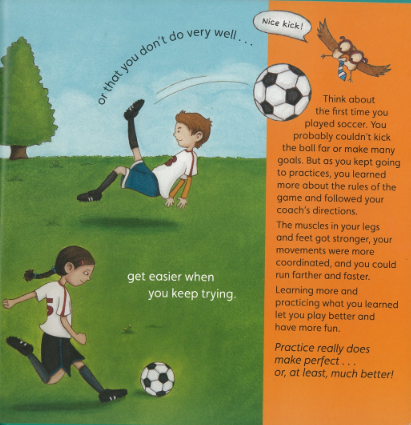 or that you don't do very well . . .
Nice kick!
get easier when
you keep trying.
5
Think about
the first time you
played soccer. You
probably couldn't kick
the ball far or make many
goals. But as you kept going
to practices, you learned
more about the rules of the
game and followed your
coach's directions.
The muscles in your legs
and feet got stronger, your
movements were more
coordinated, and you could
run farther and faster.
Learning more and
practicing what you learned
let you play better and
have more fun.
Practice really does
make perfect . . .
or, at least, much better!